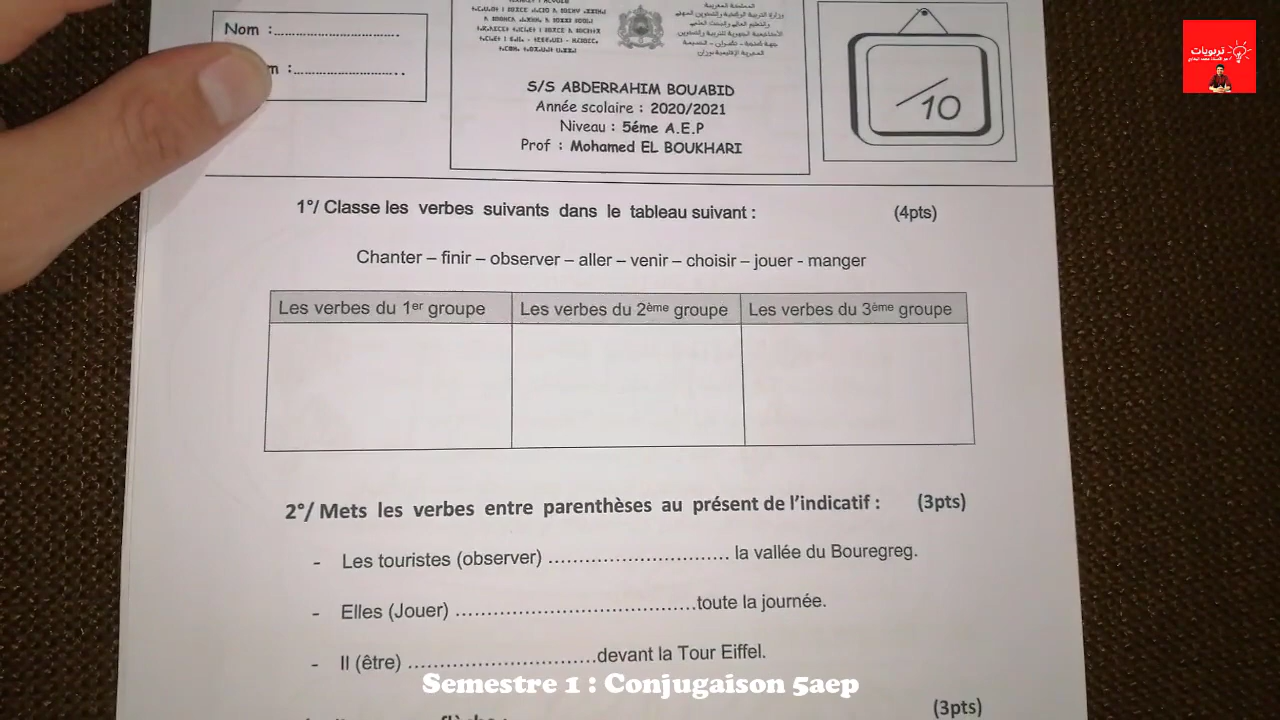 Nom :
S/S ABDERRAHIM BOUABID
Année scolaire : 2020/2021
Niveau : 5éme A.E.P
Prof : Mohamed EL BOUKHARI
/10
تربويات
1°/ Classe les verbes suivants dans le tableau suivant : (4pts)
Chanter – finir – observer – aller – venir – choisir – jouer - manger
Les verbes du 1er groupe Les verbes du 2ème groupe Les verbes du 3ème groupe
2°/ Mets les verbes entre parenthèses au présent de l'indicatif : (3pts)
- Les touristes (observer) ................................ la vallée du Bouregreg.
- Elles (Jouer) ..........................................toute la journée.
- Il (être) .................................devant la Tour Eiffel.
Semestre 1 : Conjugaison 5aep
(3pts)